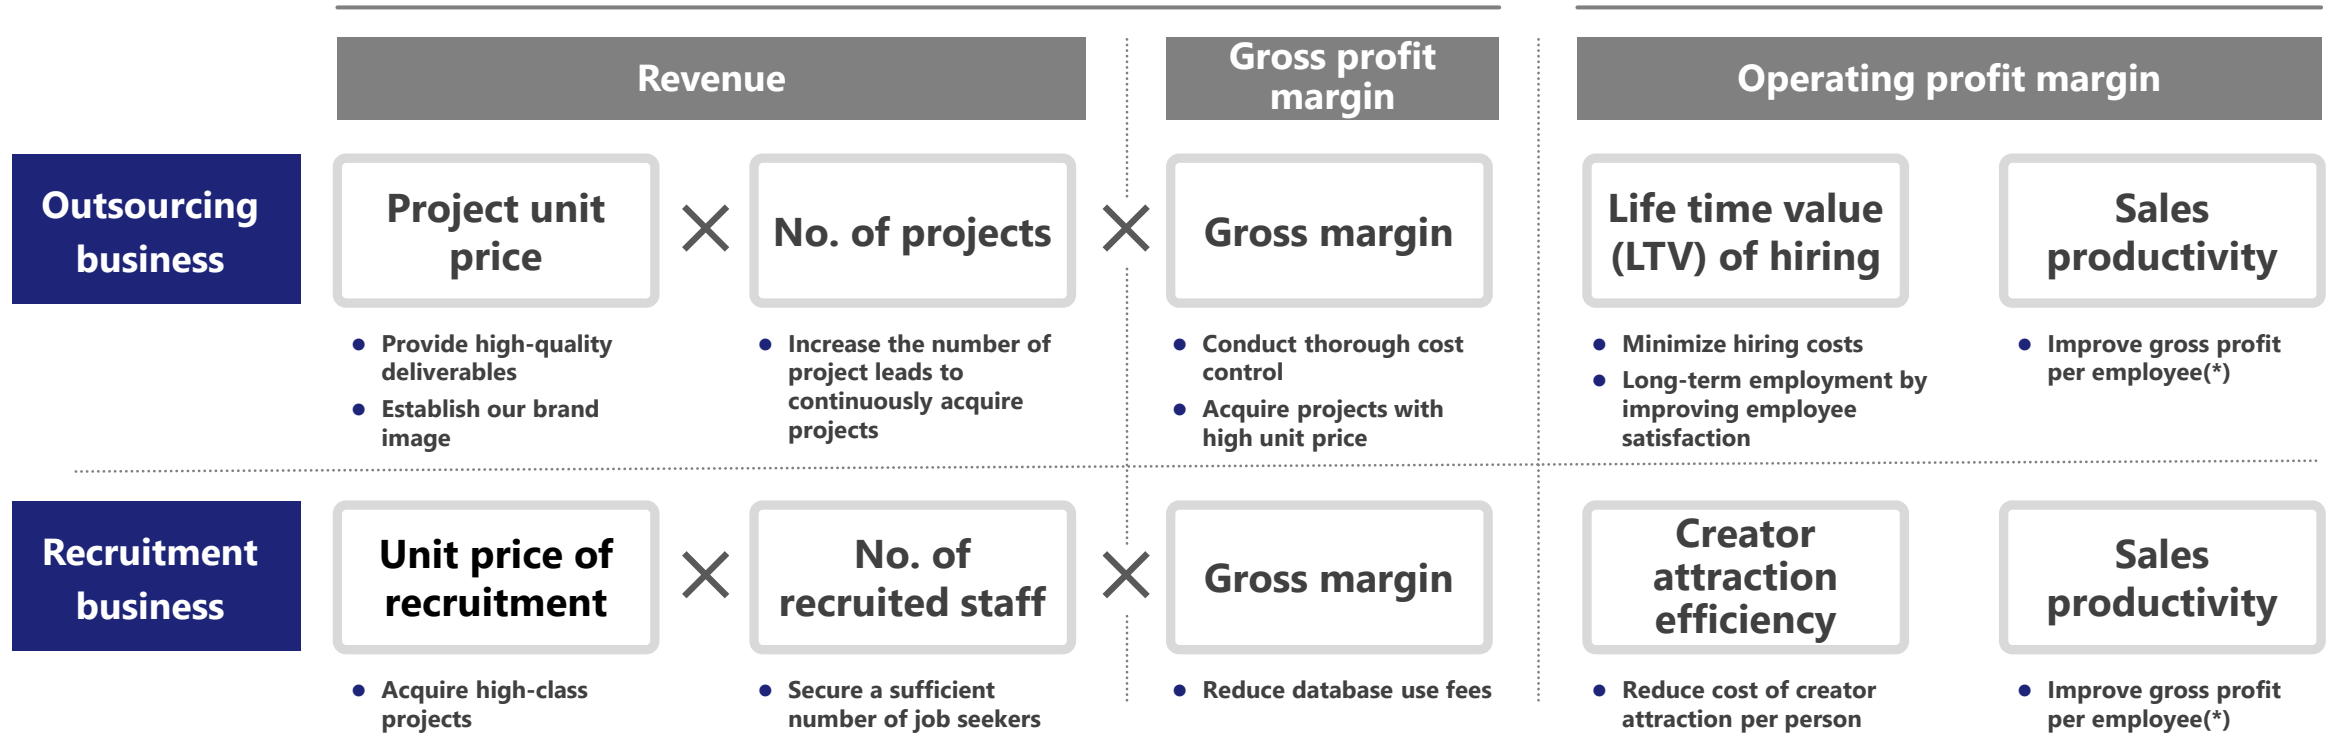 Revenue
Gross profit
margin
Operating profit margin
Outsourcing
business
Project unit
price
No. of projects
Gross margin
Life time value
(LTV) of hiring
Sales
productivity
● Provide high-quality
deliverables
● Establish our brand
image
● Increase the number of
project leads to
continuously acquire
projects
● Conduct thorough cost
control
● Acquire projects with
high unit price
● Minimize hiring costs
● Long-term employment by
improving employee
satisfaction
● Improve gross profit
per employee(*)
Recruitment
business
Unit price of
recruitment
No. of
recruited staff
Gross margin
Creator
attraction
efficiency
Sales
productivity
● Acquire high-class
projects
● Secure a sufficient
number of job seekers
● Reduce database use fees
● Reduce cost of creator
attraction per person
● Improve gross profit
per employee(*)